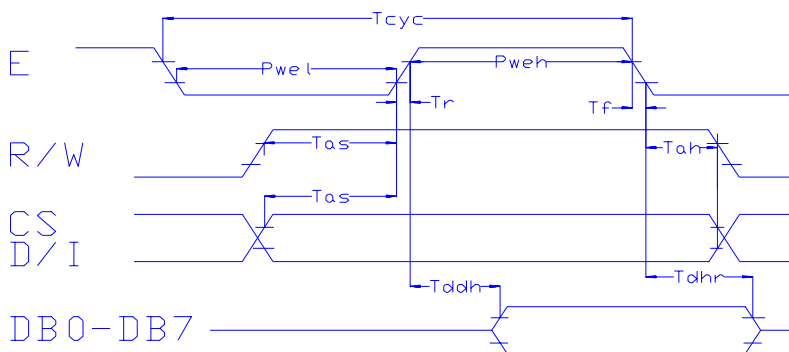 Tcyc
E
Pwel
Pweh
Tr
Tf
R/W
Tas
Tah
Tas
CS
D/I
Tddh
Tdhr
DB0-DB7